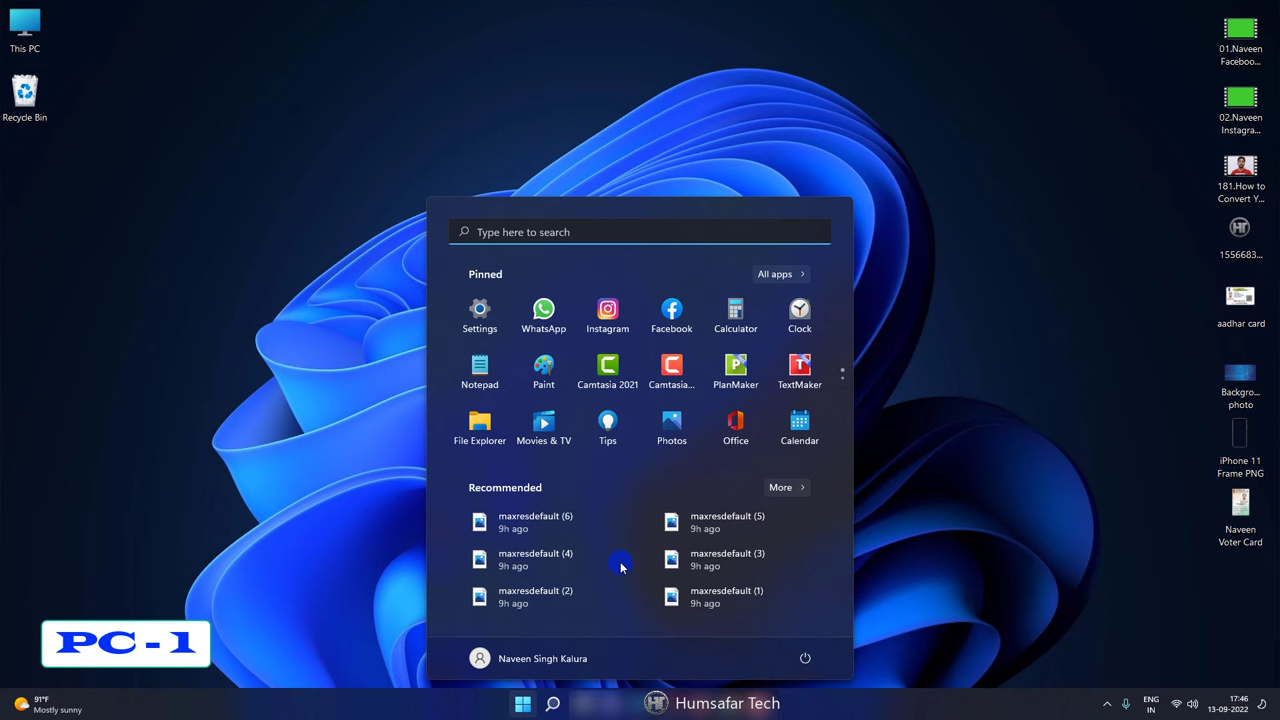 This PC
Recycle Bin
01.Naveen
Faceboo...
02.Naveen
Instagra...
181.How to
Convert Y...
HT
1556683...
aadhar card
Backgro...
photo
iPhone 11
Frame PNG
Naveen
Voter Card
Type here to search
Pinned
All apps
Settings
WhatsApp
Instagram
Facebook
Calculator
Clock
Notepad
Paint
Camtasia 2021
Camtasia...
PlanMaker
TextMaker
File Explorer
Movies & TV
Tips
Photos
Office
Calendar
Recommended
More
maxresdefault (6)
9h ago
maxresdefault (5)
9h ago
maxresdefault (4)
9h ago
maxresdefault (3)
9h ago
maxresdefault (2)
9h ago
maxresdefault (1)
9h ago
Naveen Singh Kalura
PC - 1
91°F
Mostly sunny
HT Humsafar Tech
ENG
IN
17:46
13-09-2022